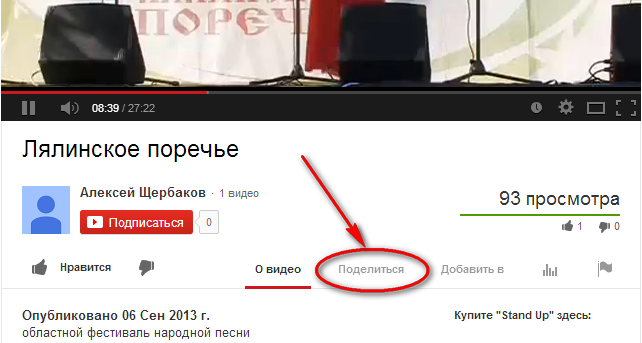 ПОРЕЧ
08:39 / 27:22
Лялинское поречье
Алексей Щербаков · 1 видео
Подписаться 0
93 просмотра
1 0
Нравится
О видео Поделиться Добавить в
Опубликовано 06 Сен 2013 г.
областной фестиваль народной песни
Купите "Stand Up" здесь: